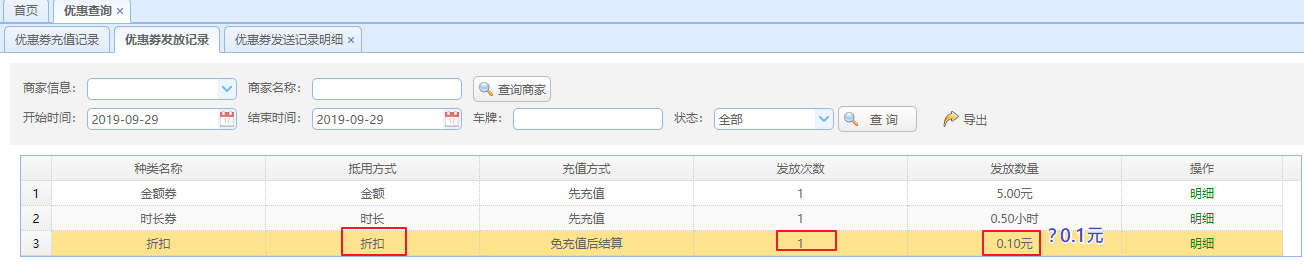 首页 优惠查询 ×
优惠券充值记录 优惠劵发放记录 优惠劵发送记录明细 ×
商家信息： 商家名称： 查询商家
开始时间： 2019-09-29 结束时间： 2019-09-29 车牌： 状态： 全部 查 询 导出
种类名称 抵用方式 充值方式 发放次数 发放数量 操作
1 金额券 金额 先充值 1 5.00元 明细
2 时长券 时长 先充值 1 0.50小时 明细
3 折扣 折扣 免充值后结算 1 0.10元 ？0.1元 明细